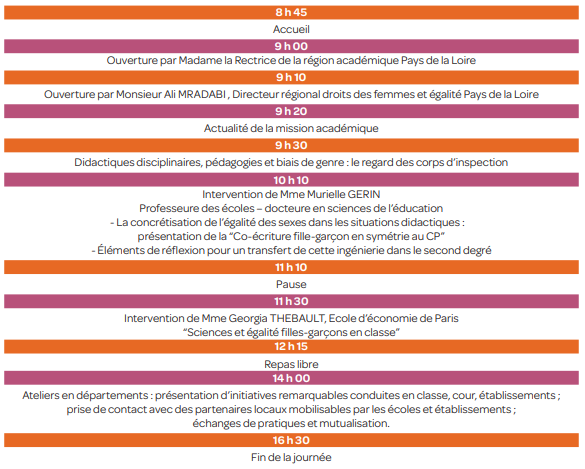 8 h 45
Accueil
9 h 00
Ouverture par Madame la Rectrice de la région académique Pays de la Loire
9 h 10
Ouverture par Monsieur Ali MRADABI , Directeur régional droits des femmes et égalité Pays de la Loire
9 h 20
Actualité de la mission académique
9 h 30
Didactiques disciplinaires, pédagogies et biais de genre : le regard des corps d'inspection
10 h 10
Intervention de Mme Murielle GERIN
Professeure des écoles – docteure en sciences de l'éducation
- La concrétisation de l'égalité des sexes dans les situations didactiques :
présentation de la "Co-écriture fille-garçon en symétrie au CP"
- Éléments de réflexion pour un transfert de cette ingénierie dans le second degré
11 h 10
Pause
11 h 30
Intervention de Mme Georgia THEBAULT, Ecole d'économie de Paris
"Sciences et égalité filles-garçons en classe"
12 h 15
Repas libre
14 h 00
Ateliers en départements : présentation d'initiatives remarquables conduites en classe, cour, établissements ;
prise de contact avec des partenaires locaux mobilisables par les écoles et établissements ;
échanges de pratiques et mutualisation.
16 h 30
Fin de la journée